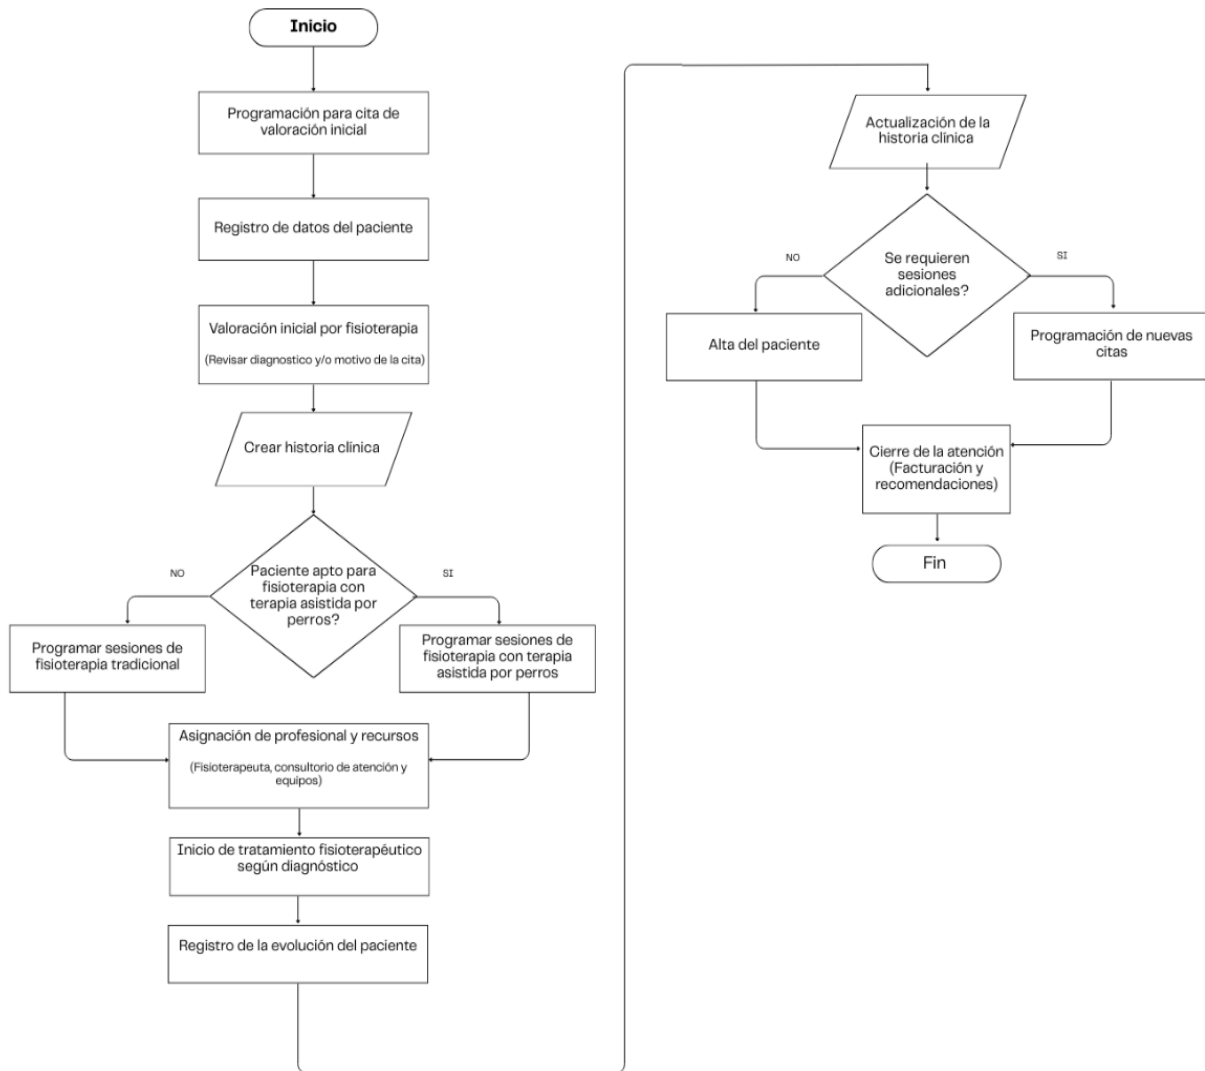 Inicio
Programación para cita de
valoración inicial
Registro de datos del paciente
Valoración inicial por fisioterapia
(Revisar diagnostico y/o motivo de la cita)
Crear historia clínica
Paciente apto para
fisioterapia con
terapia asistida por
perros?
NO
SI
Programar sesiones de
fisioterapia tradicional
Programar sesiones de
fisioterapia con terapia
asistida por perros
Asignación de profesional y recursos
(Fisioterapeuta, consultorio de atención y
equipos)
Inicio de tratamiento fisioterapéutico
según diagnóstico
Registro de la evolución del paciente
Actualización de la
historia clínica
Se requieren
sesiones
adicionales?
NO
SI
Alta del paciente
Programación de nuevas
citas
Cierre de la atención
(Facturación y
recomendaciones)
Fin